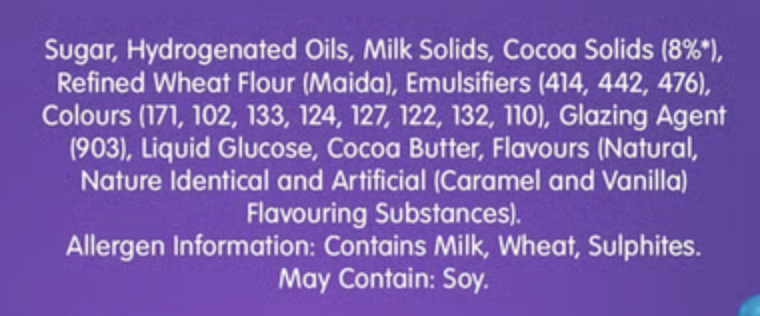 Sugar, Hydrogenated Oils, Milk Solids, Cocoa Solids (8%*),
Refined Wheat Flour (Maida), Emulsifiers (414, 442, 476),
Colours (171, 102, 133, 124, 127, 122, 132, 110), Glazing Agent
(903), Liquid Glucose, Cocoa Butter, Flavours (Natural,
Nature Identical and Artificial (Caramel and Vanilla)
Flavouring Substances).
Allergen Information: Contains Milk, Wheat, Sulphites.
May Contain: Soy.